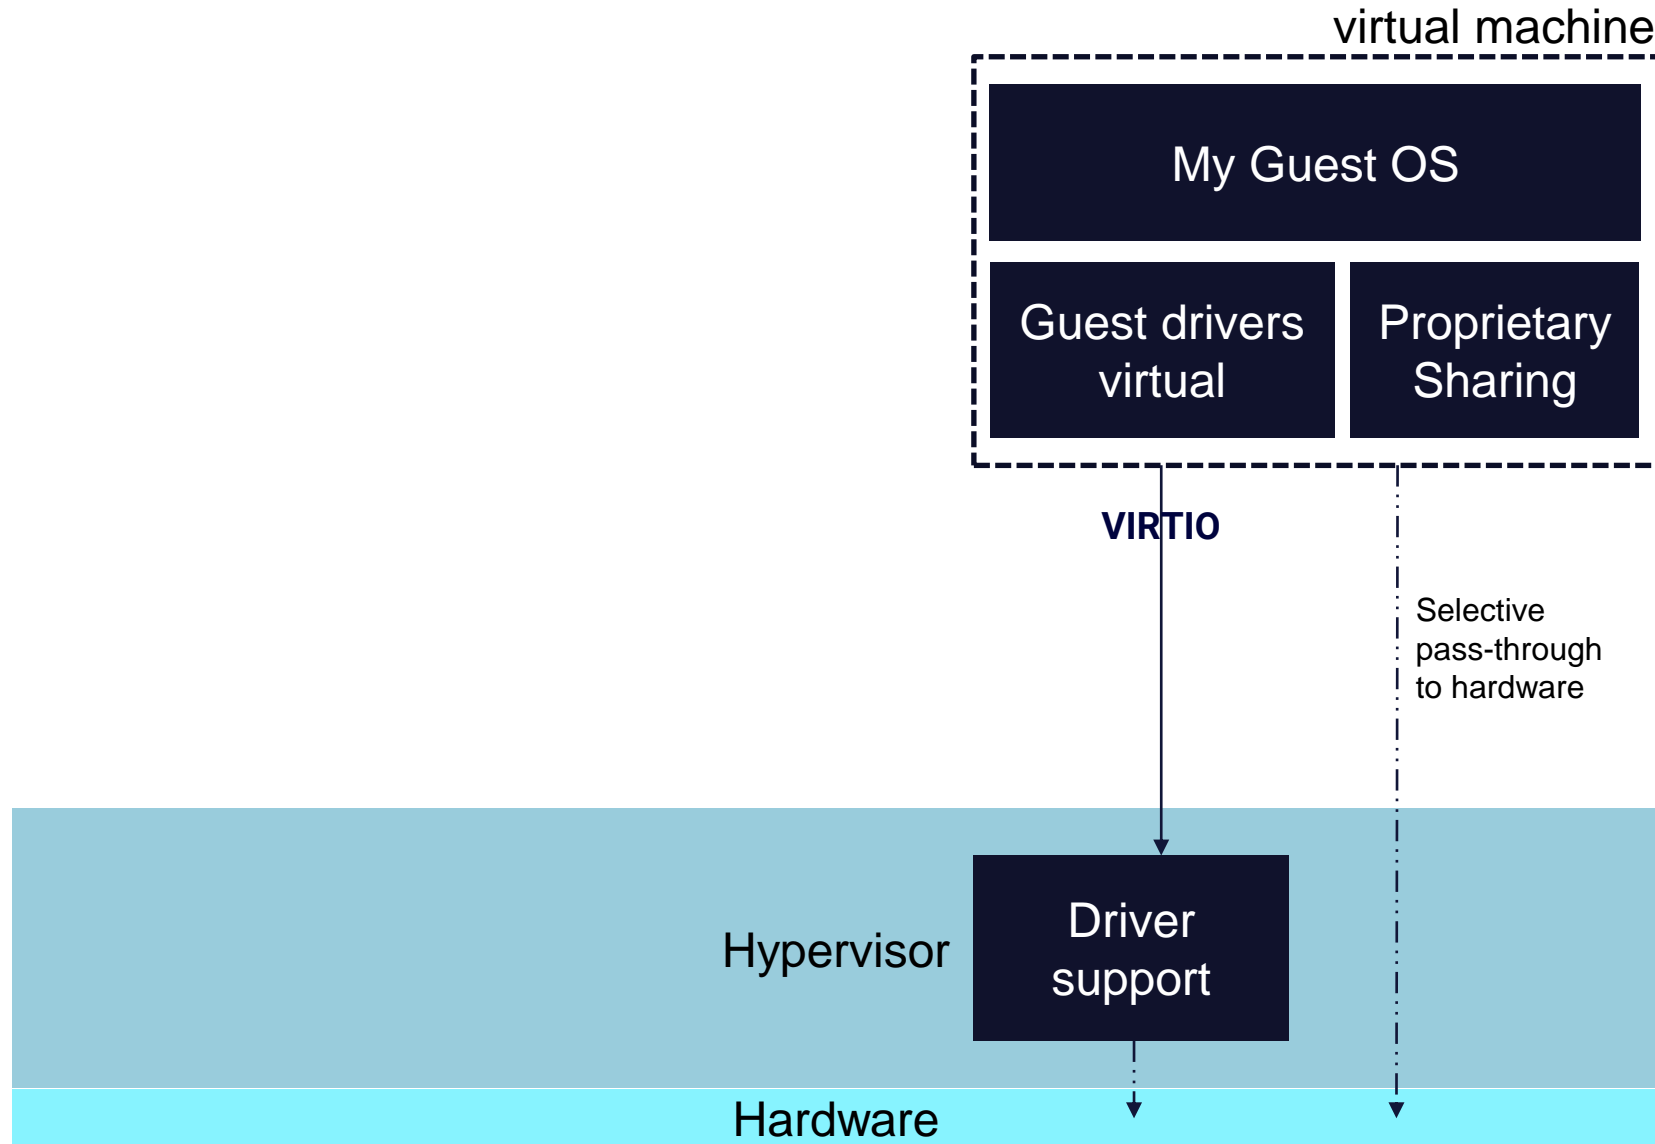 virtual machine
My Guest OS
Guest drivers
virtual
Proprietary
Sharing
VIRTIO
Selective
pass-through
to hardware
Hypervisor
Driver
support
Hardware